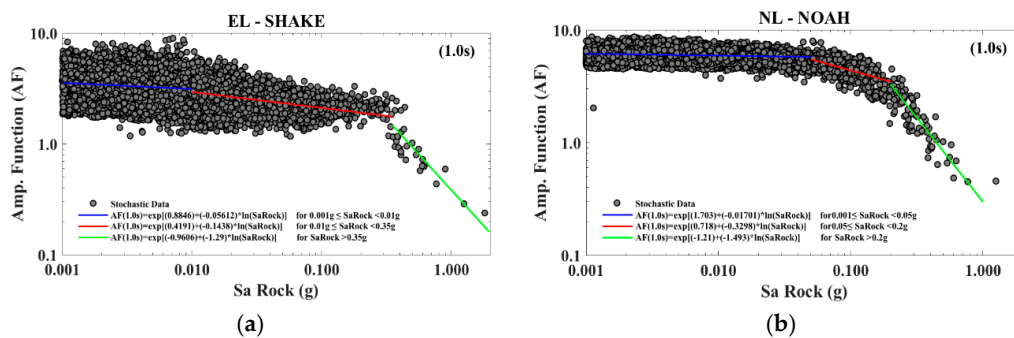 EL - SHAKE
10.0
(1.0s)
Amp. Function (AF)
1.0
Stochastic Data
AF(1.0s)=exp[(0.8846)+(-0.05612)*ln(SaRock)] for 0.001g ≤ SaRock <0.01g
AF(1.0s)=exp[(0.4191)+(-0.1438)*ln(SaRock)] for 0.01g ≤ SaRock <0.35g
AF(1.0s)=exp(-0.9606)+(-1.29)*ln(SaRock)] for SaRock >0.35g
0.1
0.001 0.010 0.100 1.000
Sa Rock (g)
(a)
NL - NOAH
10.0
(1.0s)
Amp. Function (AF)
1.0
Stochastic Data
AF(1.0s)=exp[(1.703)+(-0.01701)*ln(SaRock)] for0.001≤ SaRock <0.05g
AF(1.0s)=exp[(0.718)+(-0.3298)*ln(SaRock)] for0.05≤ SaRock <0.2g
AF(1.0s)=exp[(-1.21)+(-1.493)*ln(SaRock)] for SaRock >0.2g
0.1
0.001 0.010 0.100 1.000
Sa Rock (g)
(b)